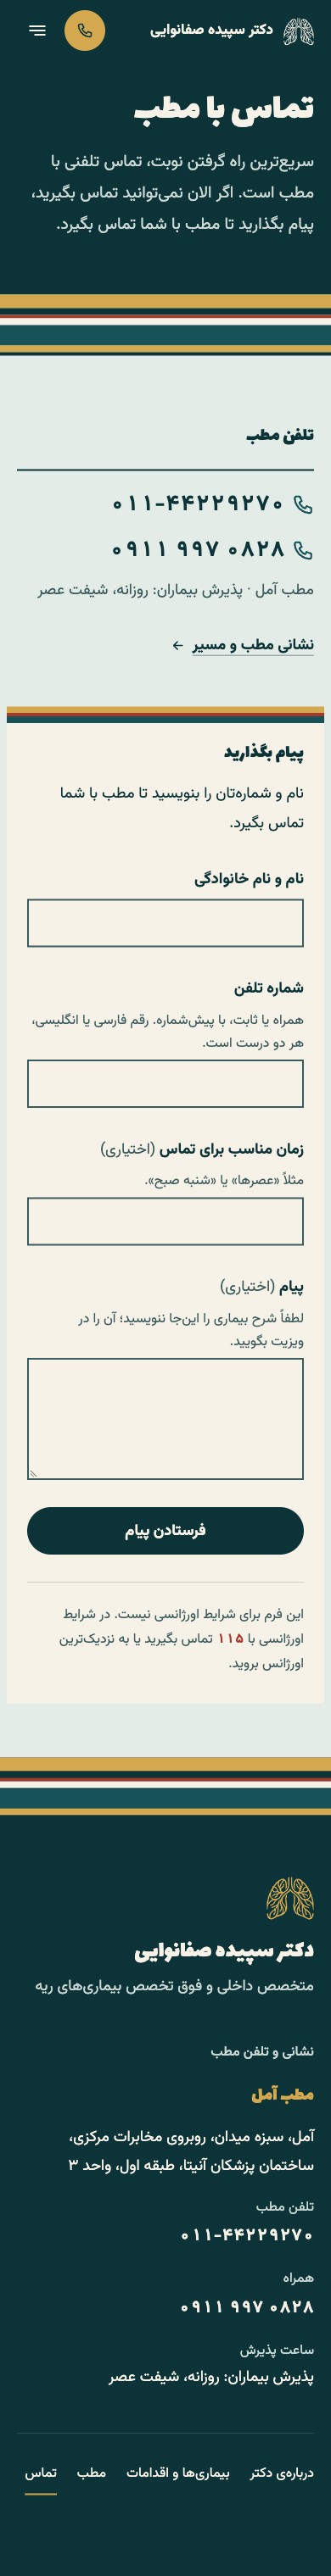 دکتر سپیده صفانوایی
تماس با مطب
سریع‌ترین راه گرفتن نوبت، تماس تلفنی با
مطب است. اگر الان نمی‌توانید تماس بگیرید،
پیام بگذارید تا مطب با شما تماس بگیرد.
تلفن مطب
۰۱۱-۴۴۲۲۹۲۷۰
۰۹۱۱ ۹۹۷ ۰۸۲۸
مطب آمل · پذیرش بیماران: روزانه، شیفت عصر
نشانی مطب و مسیر ←
پیام بگذارید
نام و شماره‌تان را بنویسید تا مطب با شما
تماس بگیرد.
نام و نام خانوادگی
شماره تلفن
همراه یا ثابت، با پیش‌شماره. رقم فارسی یا انگلیسی،
هر دو درست است.
زمان مناسب برای تماس (اختیاری)
مثلاً «عصرها» یا «شنبه صبح».
پیام (اختیاری)
لطفاً شرح بیماری را این‌جا ننویسید؛ آن را در
ویزیت بگویید.
فرستادن پیام
این فرم برای شرایط اورژانسی نیست. در شرایط
اورژانسی با ۱۱۵ تماس بگیرید یا به نزدیک‌ترین
اورژانس بروید.
دکتر سپیده صفانوایی
متخصص داخلی و فوق تخصص بیماری‌های ریه
نشانی و تلفن مطب
مطب آمل
آمل، سبزه میدان، روبروی مخابرات مرکزی،
ساختمان پزشکان آنیتا، طبقه اول، واحد ۳
تلفن مطب
۰۱۱-۴۴۲۲۹۲۷۰
همراه
۰۹۱۱ ۹۹۷ ۰۸۲۸
ساعت پذیرش
پذیرش بیماران: روزانه، شیفت عصر
درباره‌ی دکتر بیماری‌ها و اقدامات مطب تماس